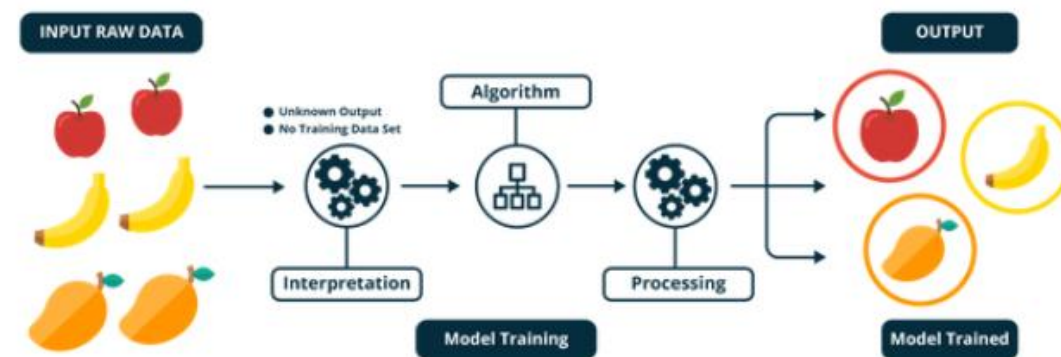 INPUT RAW DATA
OUTPUT
Algorithm
● Unknown Output
● No Training Data Set
Interpretation
Processing
Model Training
Model Trained